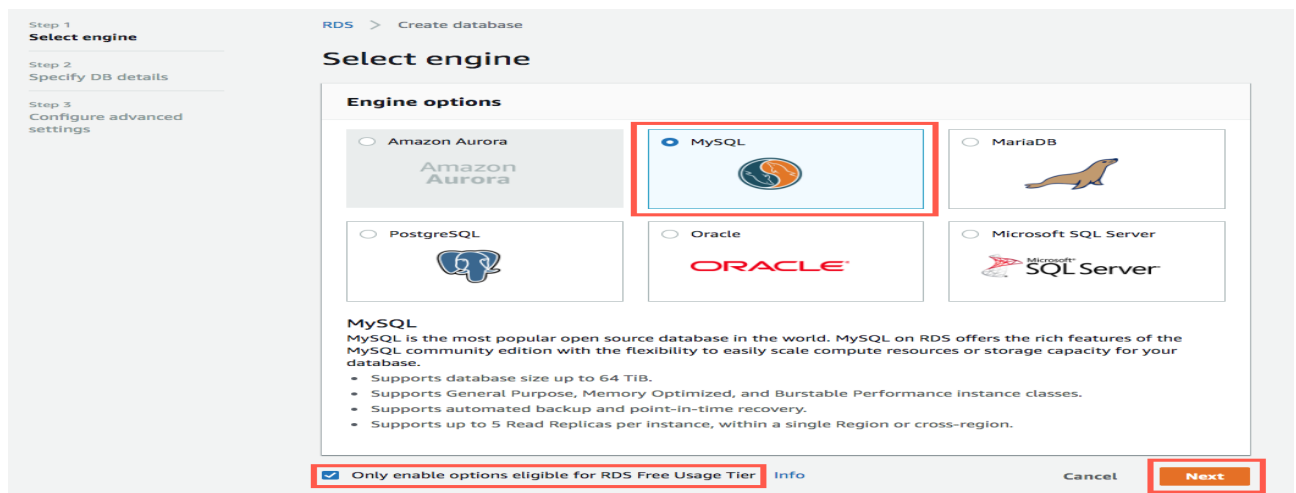 Step 1
Select engine
Step 2
Specify DB details
Step 3
Configure advanced
settings
RDS > Create database
Select engine
Engine options
Amazon Aurora
Amazon
Aurora
MySQL
MariaDB
PostgreSQL
Oracle
ORACLE
Microsoft SQL Server
Microsoft
SQL Server
MySQL
MySQL is the most popular open source database in the world. MySQL on RDS offers the rich features of the
MySQL community edition with the flexibility to easily scale compute resources or storage capacity for your
database.
• Supports database size up to 64 TiB.
• Supports General Purpose, Memory Optimized, and Burstable Performance instance classes.
• Supports automated backup and point-in-time recovery.
• Supports up to 5 Read Replicas per instance, within a single Region or cross-region.
Only enable options eligible for RDS Free Usage Tier Info
Cancel
Next